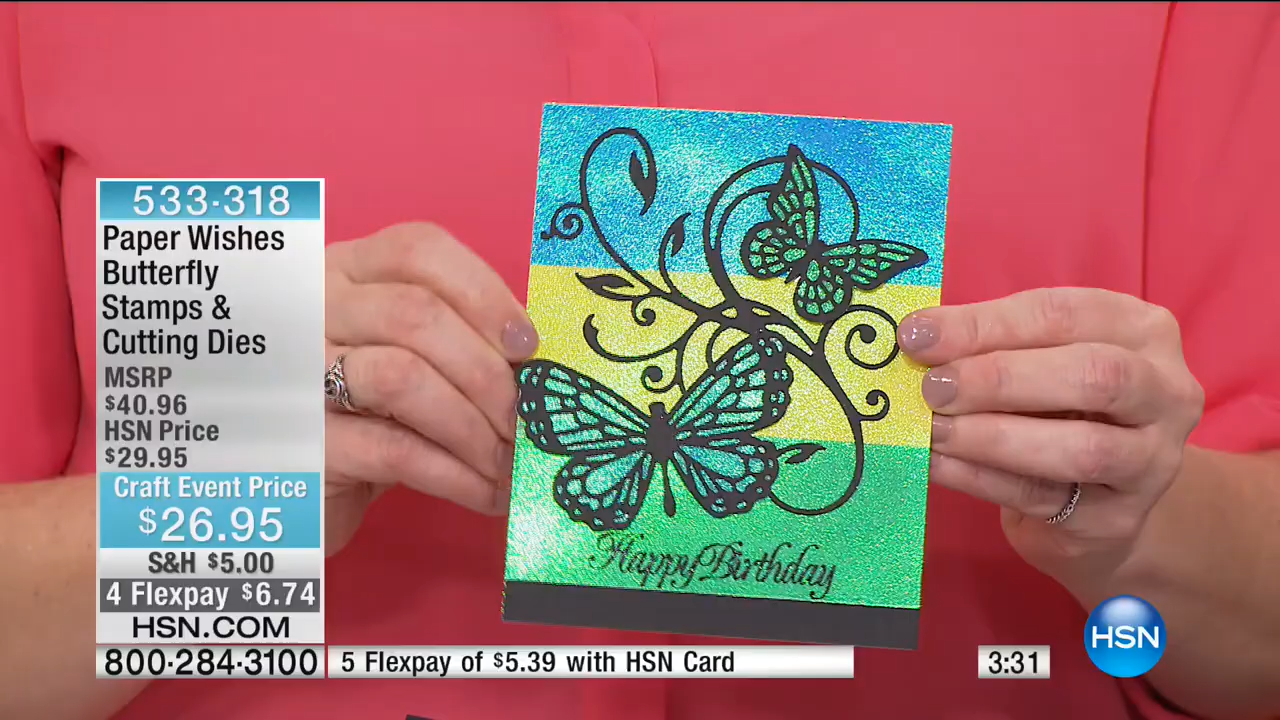 533·318
Paper Wishes
Butterfly
Stamps &
Cutting Dies
MSRP
$40.96
HSN Price
$29.95
Craft Event Price
$26.95
S&H $5.00
4 Flexpay $6.74
HSN.COM
800·284·3100
5 Flexpay of $5.39 with HSN Card
3:31
HSN
Happy Birthday